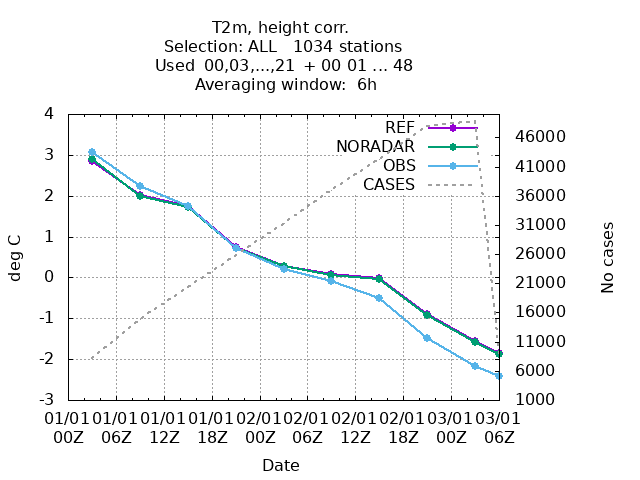 T2m, height corr.
Selection: ALL   1034 stations
Used  00,03,...,21  + 00 01 ... 48
Averaging window:  6h
4
3
2
1
0
-1
-2
-3
deg C
REF
NORADAR
OBS
CASES
46000
41000
36000
31000
26000
21000
16000
11000
6000
1000
No cases
01/01 01/01 01/01 01/01 02/01 02/01 02/01 02/01 03/01 03/01
00Z 06Z 12Z 18Z 00Z 06Z 12Z 18Z 00Z 06Z
Date